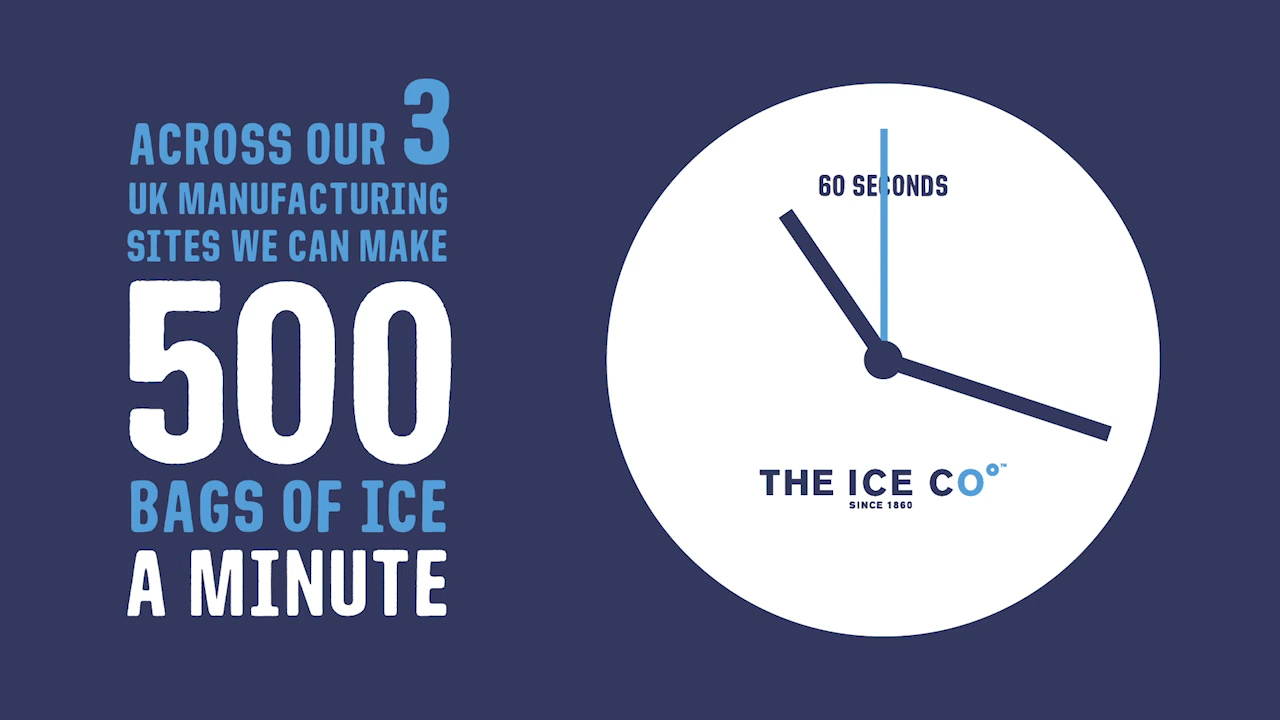 ACROSS OUR 3
UK MANUFACTURING
SITES WE CAN MAKE
500
BAGS OF ICE
A MINUTE
60 SECONDS
THE ICE CO°™
SINCE 1860